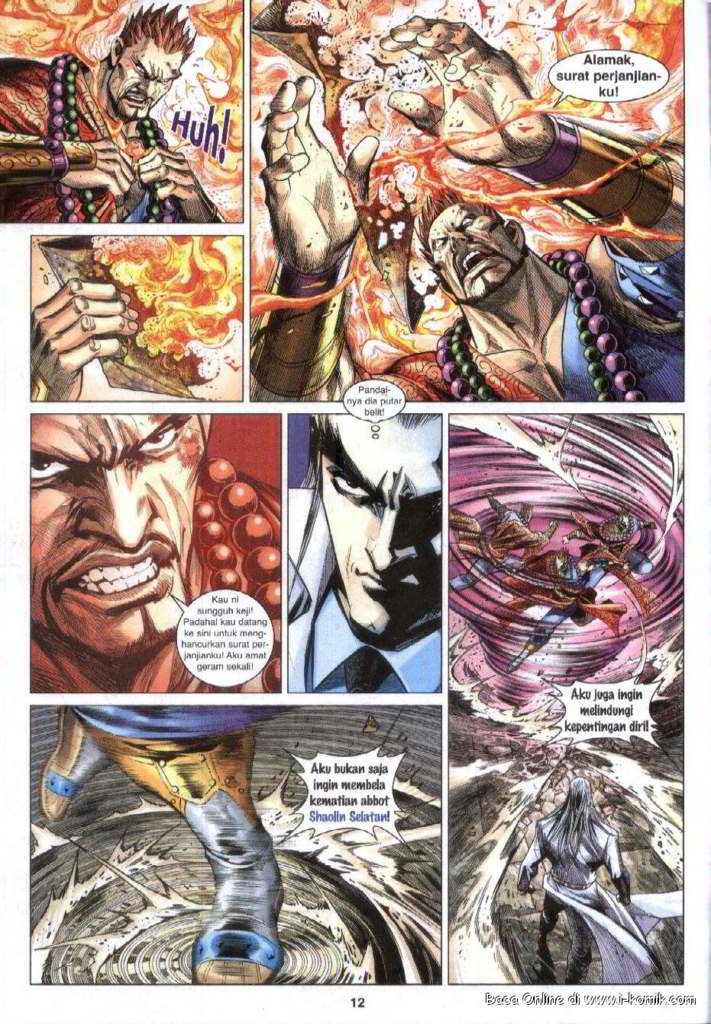 Huh!
Alamak,
surat perjanjian-
ku!
Pandai-
nya dia putar
belit!
Kau ni
sungguh keji!
Padahal kau datang
ke sini untuk meng-
hancurkan surat per-
janjianku! Aku amat
geram sekali!
Aku juga ingin
melindungi
kepentingan diri!
Aku bukan saja
ingin membela
kematian abbot
Shaolin Selatan!
12
Baca Online di www.i-komik.com